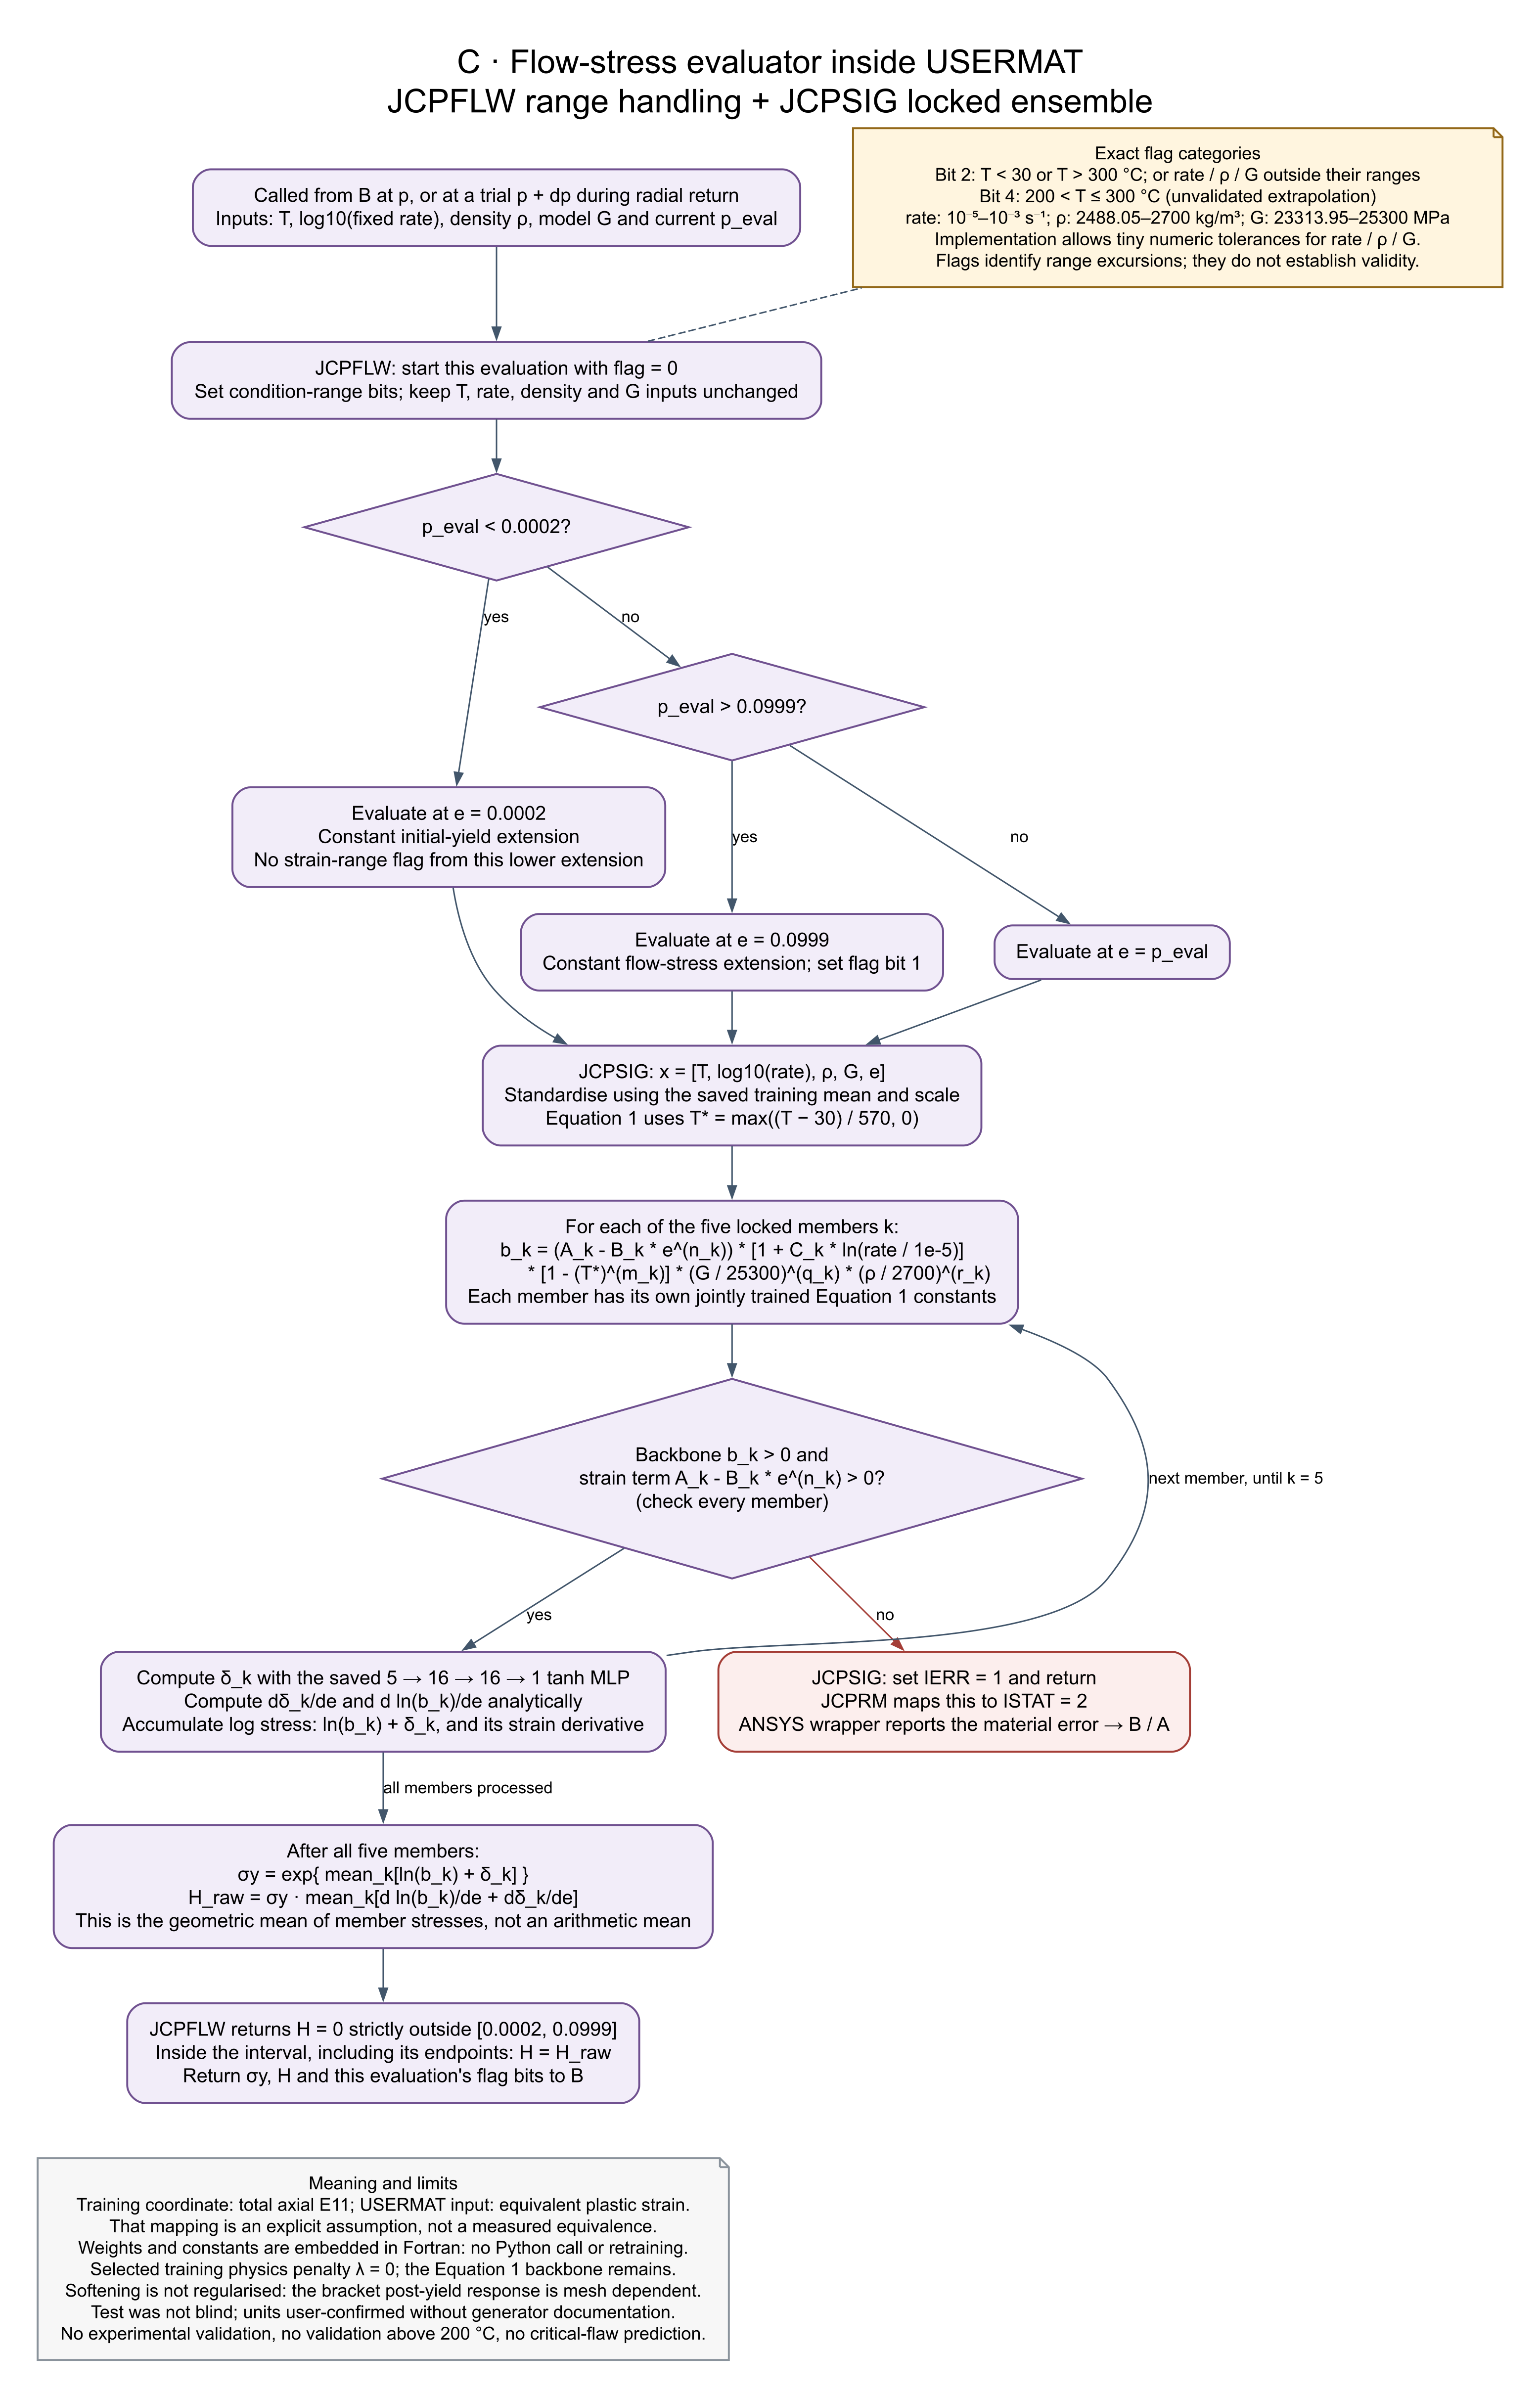 C · Flow-stress evaluator inside USERMAT
JCPFLW range handling + JCPSIG locked ensemble
Exact flag categories
Bit 2: T < 30 or T > 300 °C; or rate / ρ / G outside their ranges
Bit 4: 200 < T ≤ 300 °C (unvalidated extrapolation)
rate: 10⁻⁵–10⁻³ s⁻¹; ρ: 2488.05–2700 kg/m³; G: 23313.95–25300 MPa
Implementation allows tiny numeric tolerances for rate / ρ / G.
Flags identify range excursions; they do not establish validity.
Called from B at p, or at a trial p + dp during radial return
Inputs: T, log10(fixed rate), density ρ, model G and current p_eval
JCPFLW: start this evaluation with flag = 0
Set condition-range bits; keep T, rate, density and G inputs unchanged
p_eval < 0.0002?
yes
no
p_eval > 0.0999?
Evaluate at e = 0.0002
Constant initial-yield extension
No strain-range flag from this lower extension
yes
no
Evaluate at e = 0.0999
Constant flow-stress extension; set flag bit 1
Evaluate at e = p_eval
JCPSIG: x = [T, log10(rate), ρ, G, e]
Standardise using the saved training mean and scale
Equation 1 uses T* = max((T − 30) / 570, 0)
For each of the five locked members k:
b_k = (A_k - B_k * e^(n_k)) * [1 + C_k * ln(rate / 1e-5)]
* [1 - (T*)^(m_k)] * (G / 25300)^(q_k) * (ρ / 2700)^(r_k)
Each member has its own jointly trained Equation 1 constants
Backbone b_k > 0 and
strain term A_k - B_k * e^(n_k) > 0?
(check every member)
next member, until k = 5
yes
no
Compute δ_k with the saved 5 → 16 → 16 → 1 tanh MLP
Compute dδ_k/de and d ln(b_k)/de analytically
Accumulate log stress: ln(b_k) + δ_k, and its strain derivative
JCPSIG: set IERR = 1 and return
JCPRM maps this to ISTAT = 2
ANSYS wrapper reports the material error → B / A
all members processed
After all five members:
σy = exp{ mean_k[ln(b_k) + δ_k] }
H_raw = σy · mean_k[d ln(b_k)/de + dδ_k/de]
This is the geometric mean of member stresses, not an arithmetic mean
JCPFLW returns H = 0 strictly outside [0.0002, 0.0999]
Inside the interval, including its endpoints: H = H_raw
Return σy, H and this evaluation's flag bits to B
Meaning and limits
Training coordinate: total axial E11; USERMAT input: equivalent plastic strain.
That mapping is an explicit assumption, not a measured equivalence.
Weights and constants are embedded in Fortran: no Python call or retraining.
Selected training physics penalty λ = 0; the Equation 1 backbone remains.
Softening is not regularised: the bracket post-yield response is mesh dependent.
Test was not blind; units user-confirmed without generator documentation.
No experimental validation, no validation above 200 °C, no critical-flaw prediction.